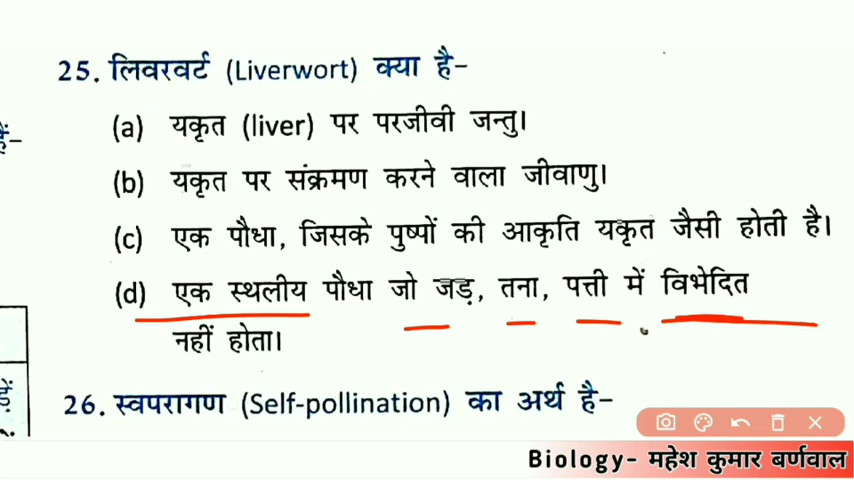 25. लिवरवर्ट (Liverwort) क्या है–
हैं–
(a) यकृत (liver) पर परजीवी जन्तु।
(b) यकृत पर संक्रमण करने वाला जीवाणु।
(c) एक पौधा, जिसके पुष्पों की आकृति यकृत जैसी होती है।
(d) एक स्थलीय पौधा जो जड़, तना, पत्ती में विभेदित
नहीं होता।
26. स्वपरागण (Self-pollination) का अर्थ है–
Biology- महेश कुमार बर्णवाल